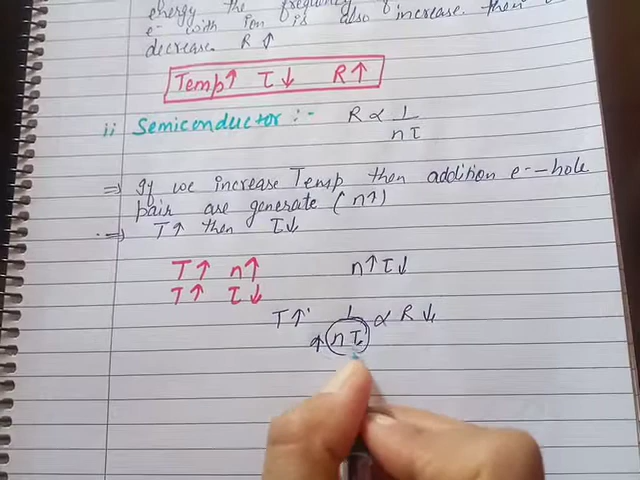 energy the frequency of
e⁻ with ion is also increase. then
decrease R ↑
Temp↑ τ↓ R↑
ii Semiconductor :- R ∝ 1/nτ
⇒ If we increase Temp then addition e⁻-hole
pair are generate (n↑)
⇒ T↑ then τ↓
T↑ n↑ n↑τ↓
T↑ τ↓
T↑ 1/nτ ∝ R↓
↑